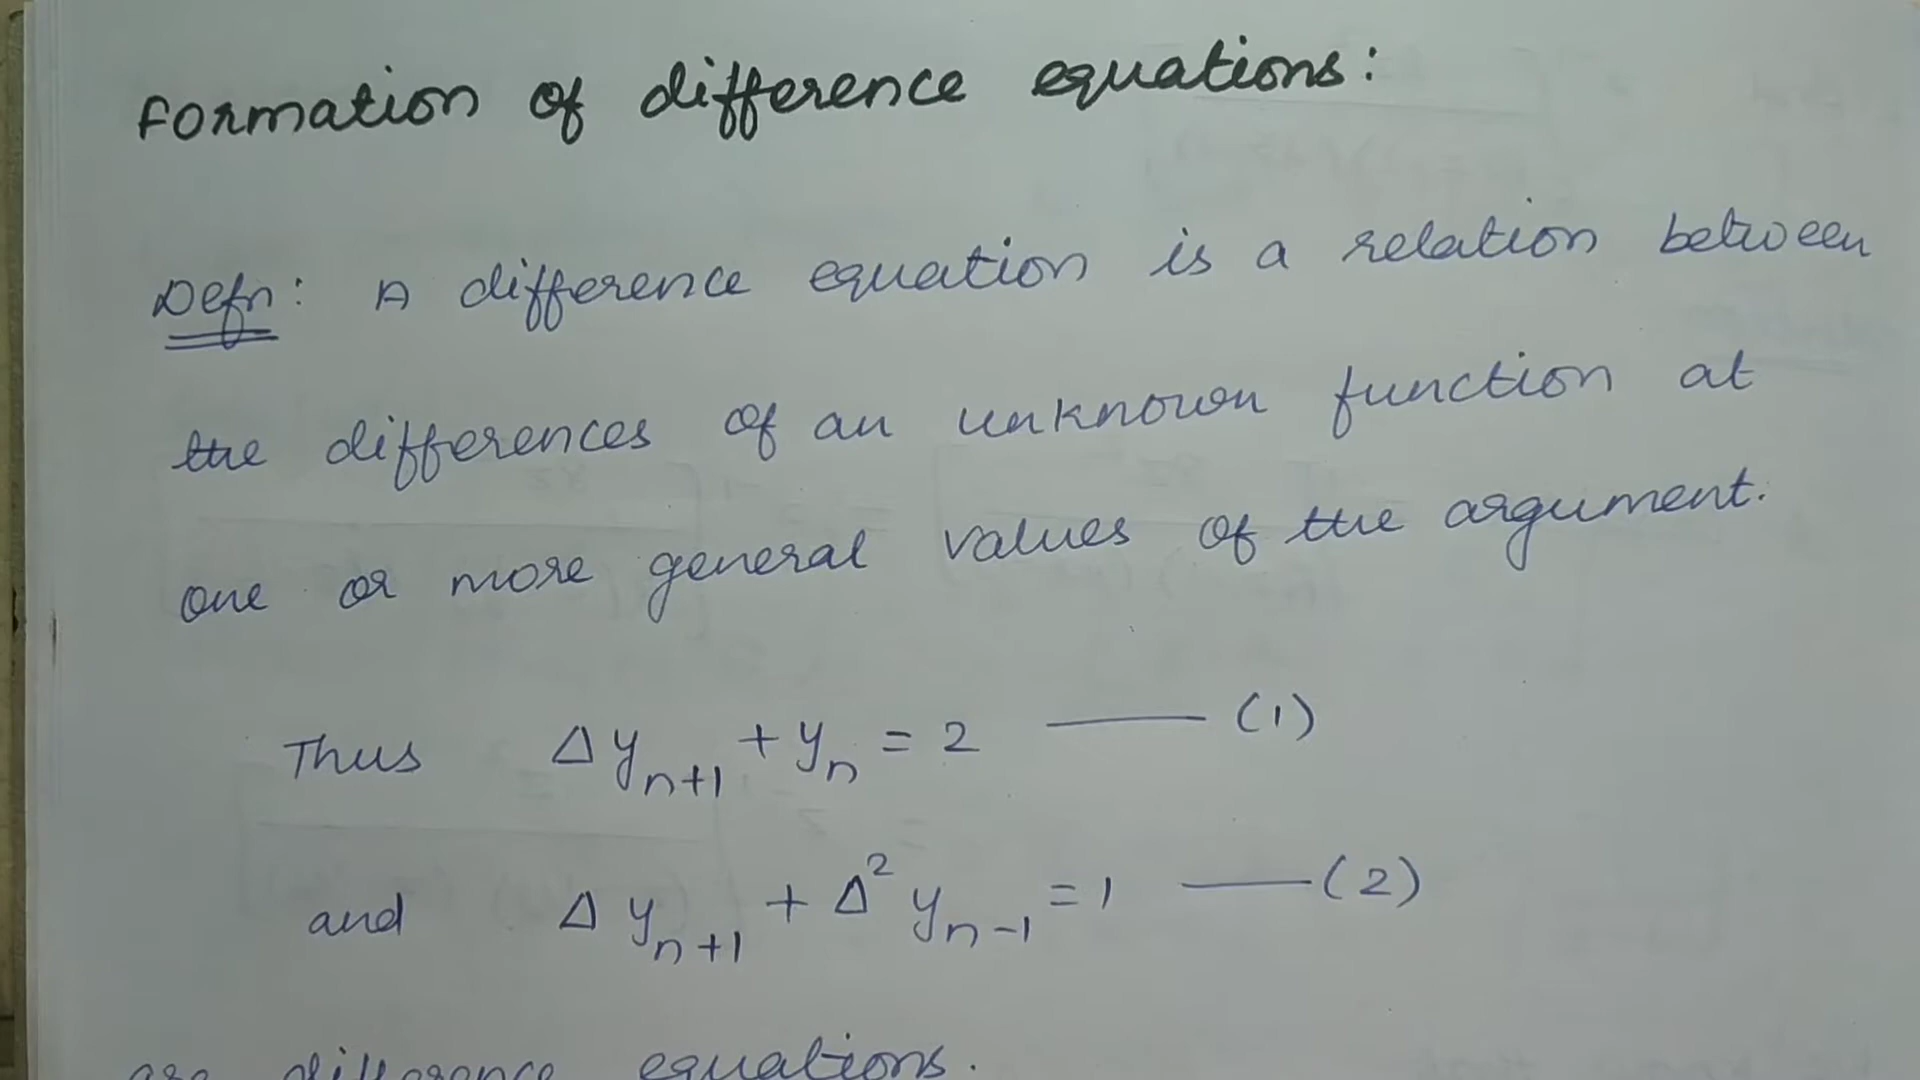 Formation of difference equations:
Defn: A difference equation is a relation between
the differences of an unknown function at
one or more general values of the argument.
Thus Δy_{n+1} + y_n = 2 —— (1)
and Δy_{n+1} + Δ²y_{n-1} = 1 —— (2)
are difference equations.